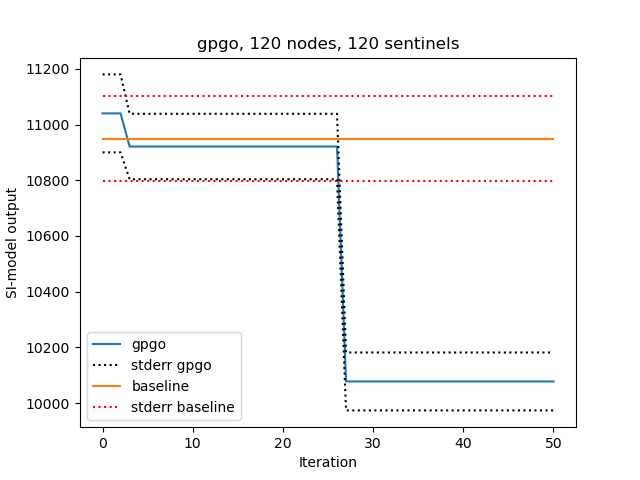 gpgo, 120 nodes, 120 sentinels
11200
11000
10800
10600
10400
10200
10000
SI-model output
gpgo
stderr gpgo
baseline
stderr baseline
0 10 20 30 40 50
Iteration